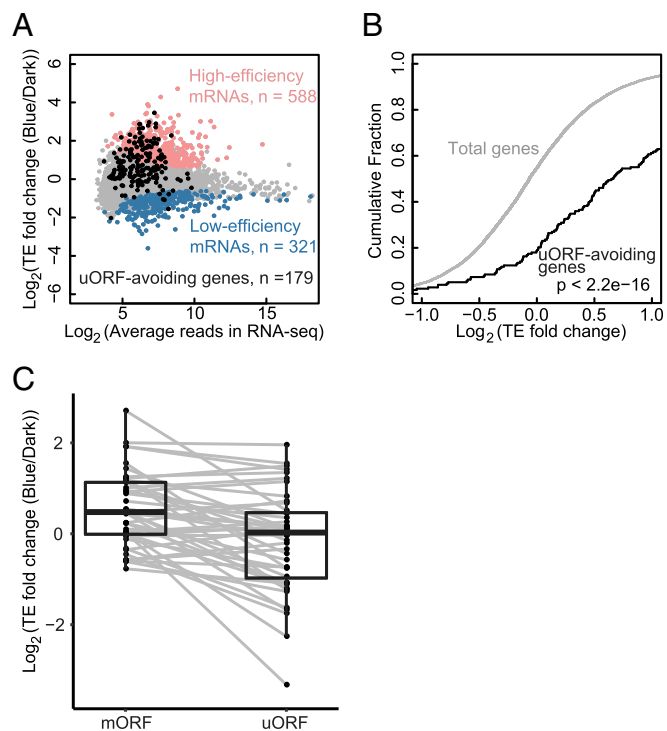 A
Log2(TE fold change (Blue/Dark))
6
4
2
0
−2
−4
−6
High-efficiency
mRNAs, n = 588
Low-efficiency
mRNAs, n = 321
uORF-avoiding genes, n =179
5
10
15
Log2 (Average reads in RNA-seq)
B
Cumulative Fraction
1.0
0.8
0.6
0.4
0.2
0.0
Total genes
uORF-avoiding
genes
p < 2.2e−16
−1.0
−0.5
0.0
0.5
1.0
Log2 (TE fold change)
C
Log2 (TE fold change (Blue/Dark))
2
0
−2
mORF
uORF